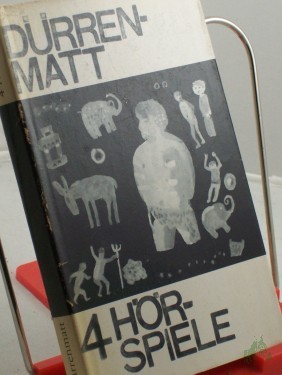 DÜRREN-
MATT
4 HÖR-
SPIELE